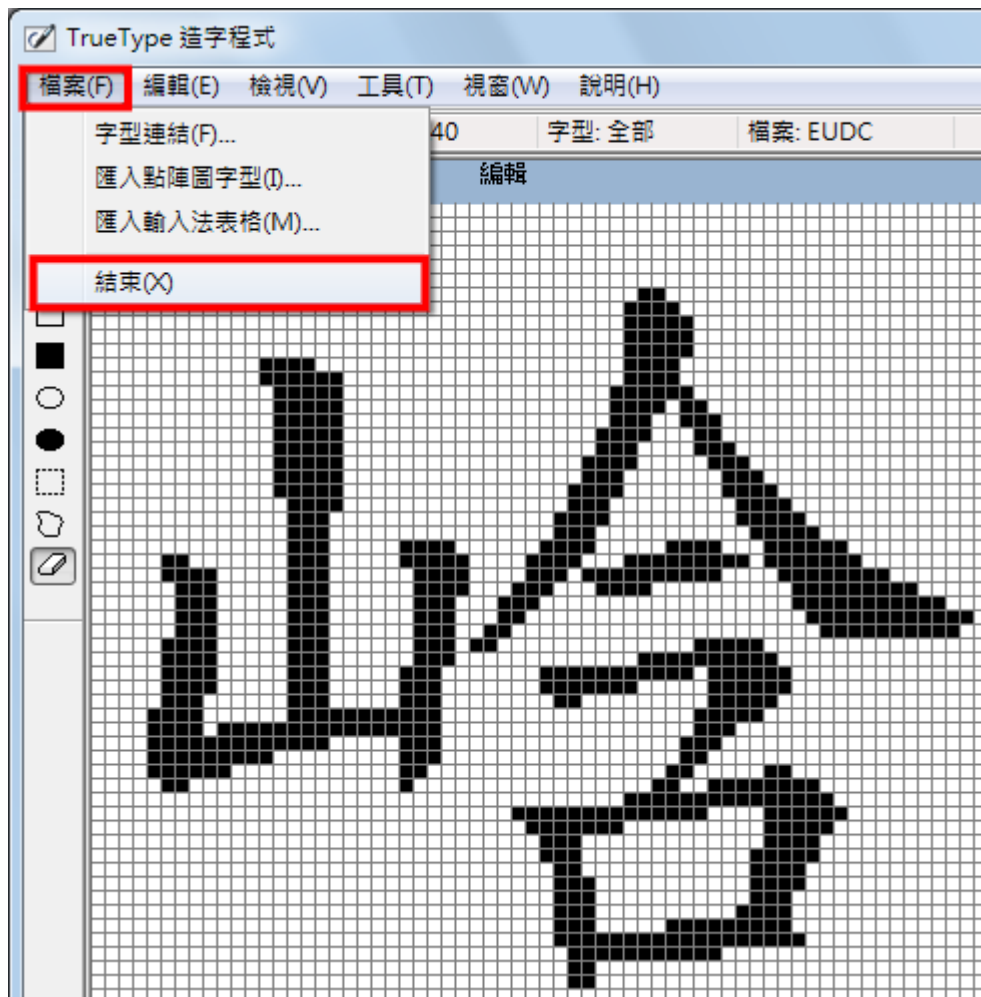 TrueType 造字程式
檔案(F) 編輯(E) 檢視(V) 工具(T) 視窗(W) 說明(H)
40 字型: 全部 檔案: EUDC
編輯
字型連結(F)...
匯入點陣圖字型(I)...
匯入輸入法表格(M)...
結束(X)